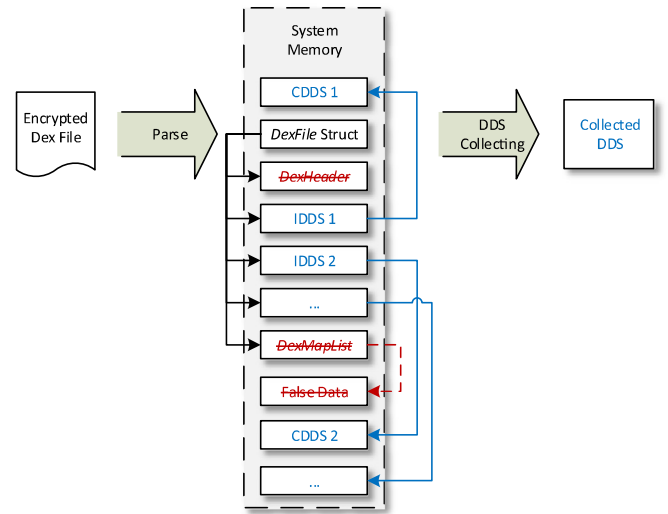 Encrypted
Dex File
Parse
System
Memory
CDDS 1
DexFile Struct
DexHeader
IDDS 1
IDDS 2
...
DexMapList
False Data
CDDS 2
...
DDS
Collecting
Collected
DDS